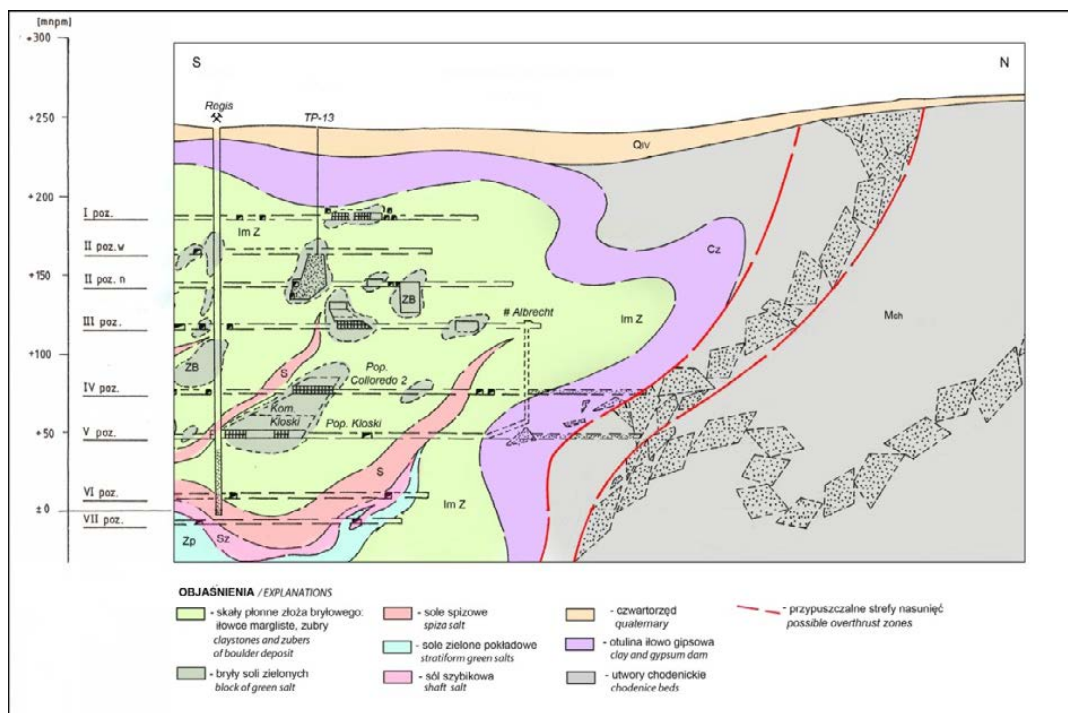 [mnpm]
+300
+250
+200
+150
+100
+50
± 0
I poz.
II poz.w
II poz. n
III poz.
IV poz.
V poz.
VI poz.
VII poz.
S
N
Regis
TP-13
QIV
Im Z
Cz
ZB
# Albrecht
Im Z
Msh
ZB
S
Pop.
Colloredo 2
Kom.
Kloski
Pop. Kloski
S
Im Z
Zp
Sz
OBJAŚNIENIA / EXPLANATIONS
- skały płonne złoża bryłowego:
iłowce margliste, zubry
claystones and zubers
of boulder deposit
- bryły soli zielonych
block of green salt
- sole spizowe
spiza salt
- sole zielone pokładowe
stratiform green salts
- sól szybikowa
shaft salt
- czwartorzęd
quaternary
- otulina iłowo gipsowa
clay and gypsum dam
- utwory chodenickie
chodenice beds
- przypuszczalne strefy nasunięć
possible overthrust zones